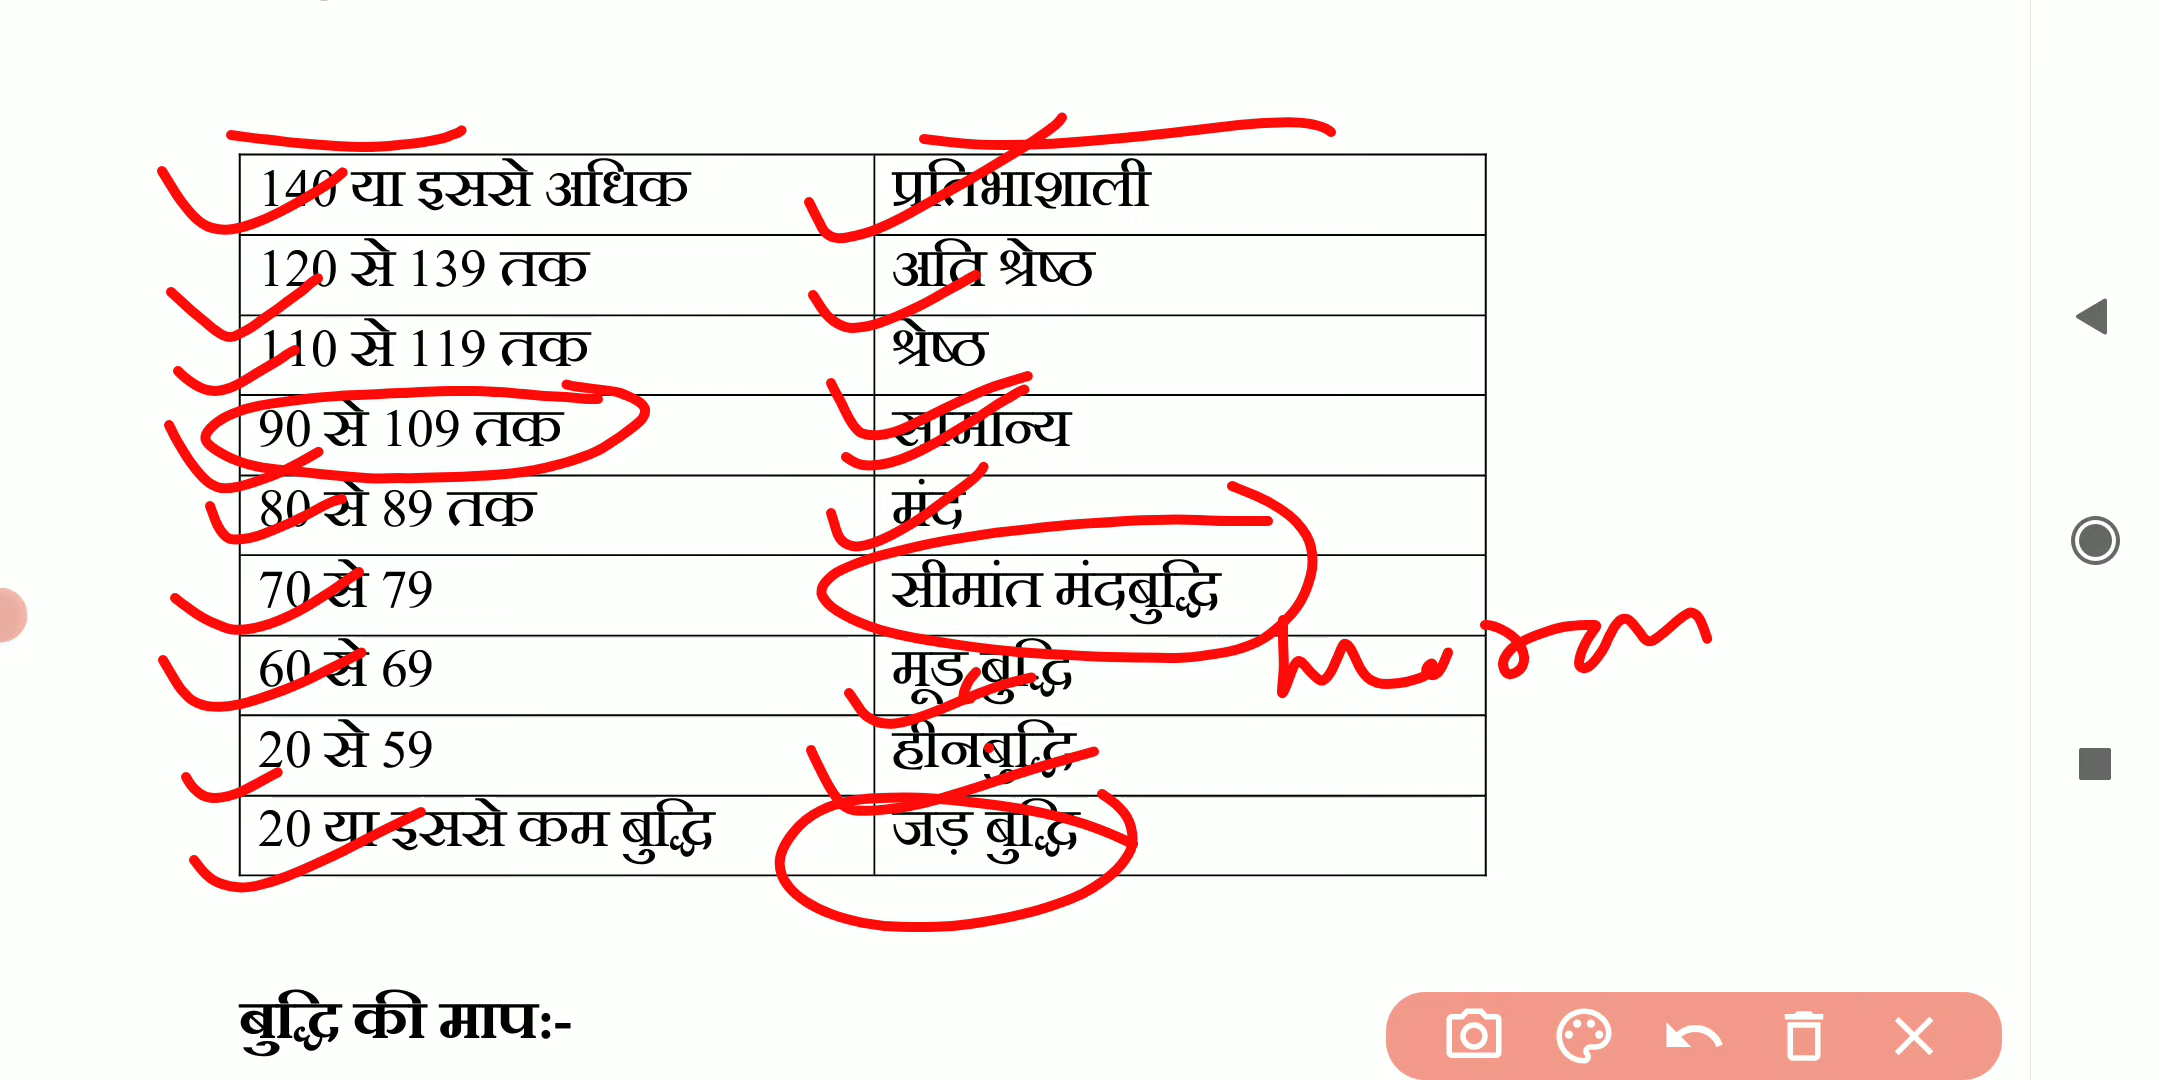 140 या इससे अधिक प्रतिभाशाली
120 से 139 तक अति श्रेष्ठ
110 से 119 तक श्रेष्ठ
90 से 109 तक सामान्य
80 से 89 तक मंद
70 से 79 सीमांत मंदबुद्धि
60 से 69 मूड बुद्धि
20 से 59 हीनबुद्धि
20 या इससे कम बुद्धि जड़ बुद्धि
बुद्धि की माप:-